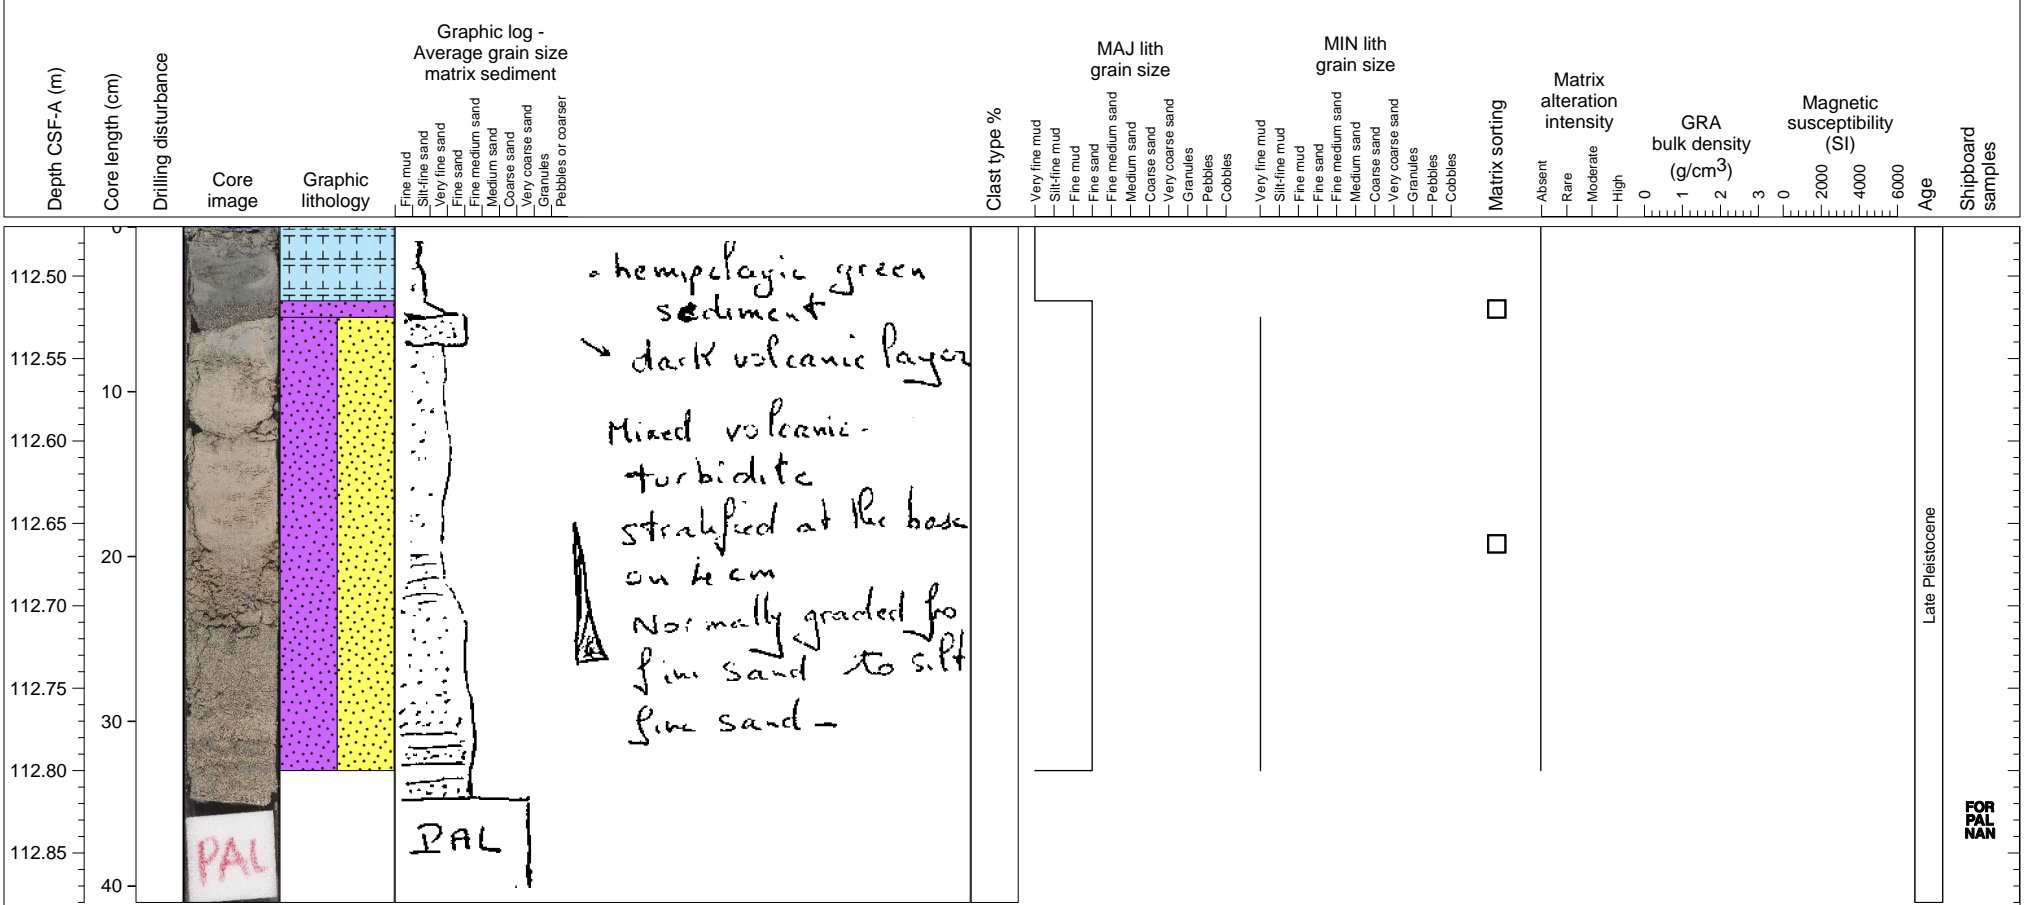 Depth CSF-A (m)
Core length (cm)
Drilling disturbance
Core
image
Graphic
lithology
Graphic log -
Average grain size
matrix sediment
Fine mud
Silt-fine sand
Very fine sand
Fine sand
Fine medium sand
Medium sand
Coarse sand
Very coarse sand
Granules
Pebbles or coarser
Clast type %
MAJ lith
grain size
Very fine mud
Silt-fine mud
Fine mud
Fine sand
Fine medium sand
Medium sand
Coarse sand
Very coarse sand
Granules
Pebbles
Cobbles
MIN lith
grain size
Very fine mud
Silt-fine mud
Fine mud
Fine sand
Fine medium sand
Medium sand
Coarse sand
Very coarse sand
Granules
Pebbles
Cobbles
Matrix sorting
Matrix
alteration
intensity
Absent
Rare
Moderate
High
GRA
bulk density
(g/cm3)
0 1 2 3
Magnetic
susceptibility
(SI)
0 2000 4000 6000
Age
Shipboard
samples
112.50
112.55
112.60
112.65
112.70
112.75
112.80
112.85
0
10
20
30
40
PAL
PAL
. hemipelagic green
sediment
dark volcanic layer
Mixed volcanic-
turbidite
stratified at the base
on 4 cm
Normally graded fro
fine sand to silt
fine sand -
Late Pleistocene
FOR
PAL
NAN